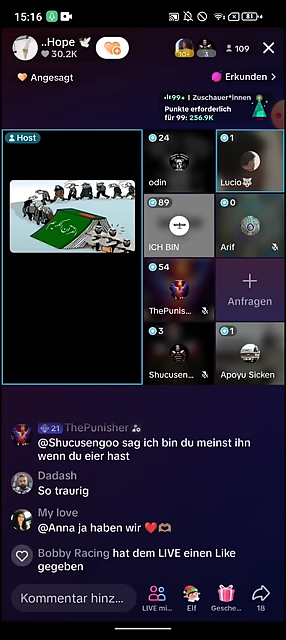 15:16
83
..Hope 🕊
30.2K
10+
3
109
Angesagt
Erkunden >
99+ | Zuschauer*innen
Punkte erforderlich
für 99: 256.9K
Host
24
odin
1
Lucio🐺
89
ICH BIN
0
Arif
54
ThePunis...
Anfragen
3
Shucusen...
1
Apoyu Sicken
21 ThePunisher
@Shucusengoo sag ich bin du meinst ihn
wenn du eier hast
Dadash
So traurig
My love
@Anna ja haben wir ❤️🫶🏽
Bobby Racing hat dem LIVE einen Like
gegeben
Kommentar hinz...
LIVE mi...
Elf
Gesche...
18